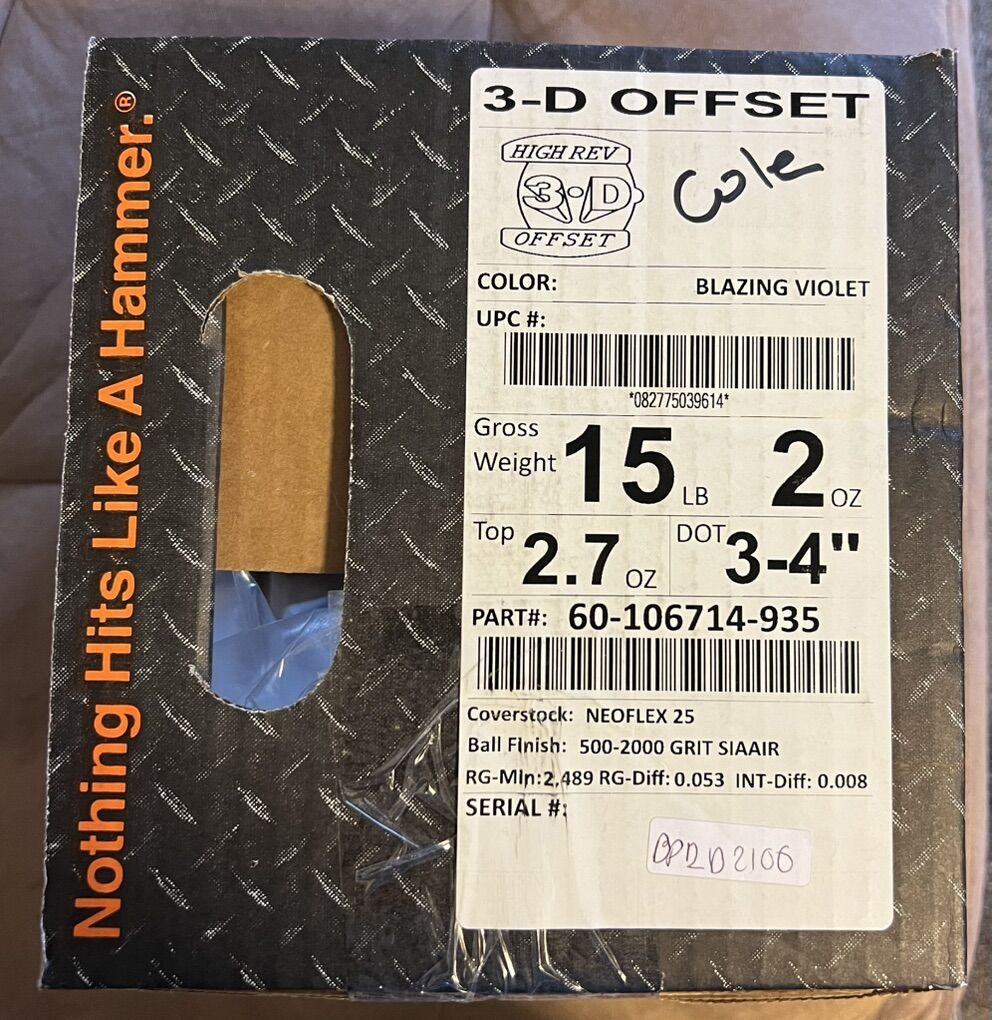 Nothing Hits Like A Hammer.®
3-D OFFSET
HIGH REV
3-D
OFFSET
Cole
COLOR: BLAZING VIOLET
UPC #:
*082775039614*
Gross Weight 15 LB 2 OZ
Top 2.7 OZ DOT 3-4"
PART#: 60-106714-935
Coverstock: NEOFLEX 25
Ball Finish: 500-2000 GRIT SIAAIR
RG-Min:2.489 RG-Diff: 0.053 INT-Diff: 0.008
SERIAL #: